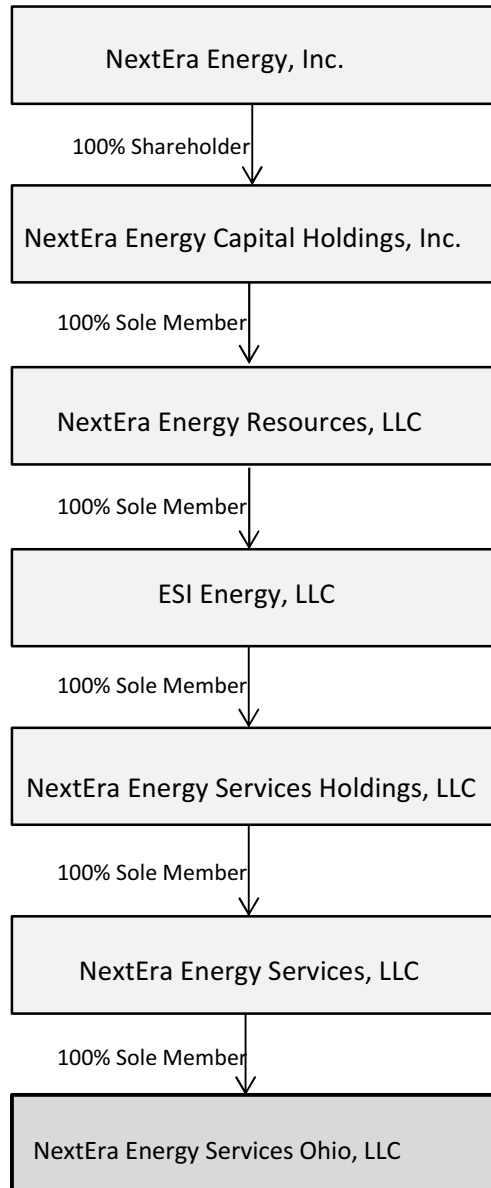 NextEra Energy, Inc.
100% Shareholder
NextEra Energy Capital Holdings, Inc.
100% Sole Member
NextEra Energy Resources, LLC
100% Sole Member
ESI Energy, LLC
100% Sole Member
NextEra Energy Services Holdings, LLC
100% Sole Member
NextEra Energy Services, LLC
100% Sole Member
NextEra Energy Services Ohio, LLC